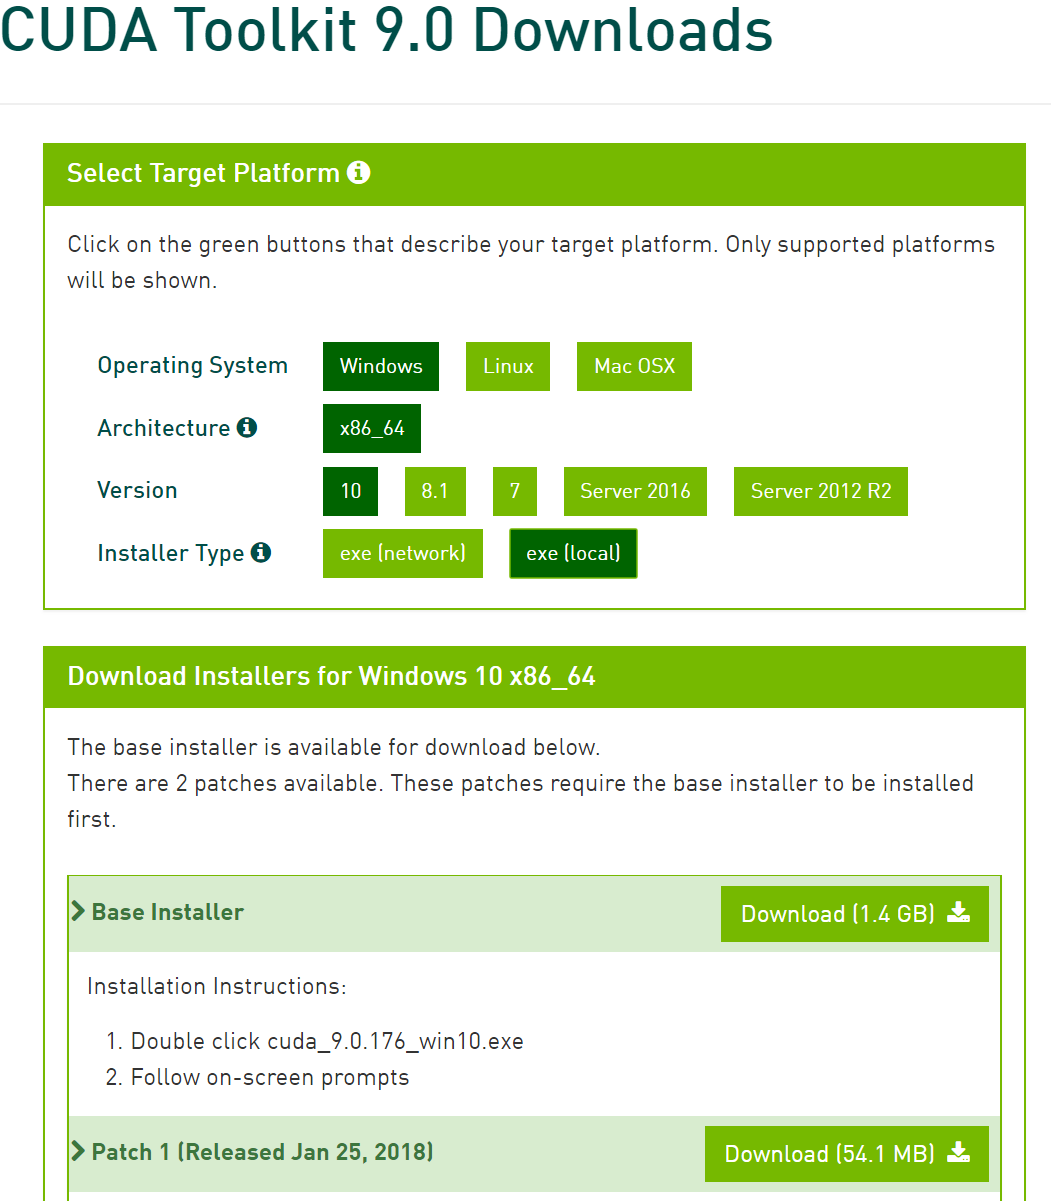 CUDA Toolkit 9.0 Downloads
Select Target Platform
Click on the green buttons that describe your target platform. Only supported platforms
will be shown.
Operating System Windows Linux Mac OSX
Architecture x86_64
Version 10 8.1 7 Server 2016 Server 2012 R2
Installer Type exe (network) exe (local)
Download Installers for Windows 10 x86_64
The base installer is available for download below.
There are 2 patches available. These patches require the base installer to be installed
first.
Base Installer Download (1.4 GB)
Installation Instructions:
1. Double click cuda_9.0.176_win10.exe
2. Follow on-screen prompts
Patch 1 (Released Jan 25, 2018) Download (54.1 MB)